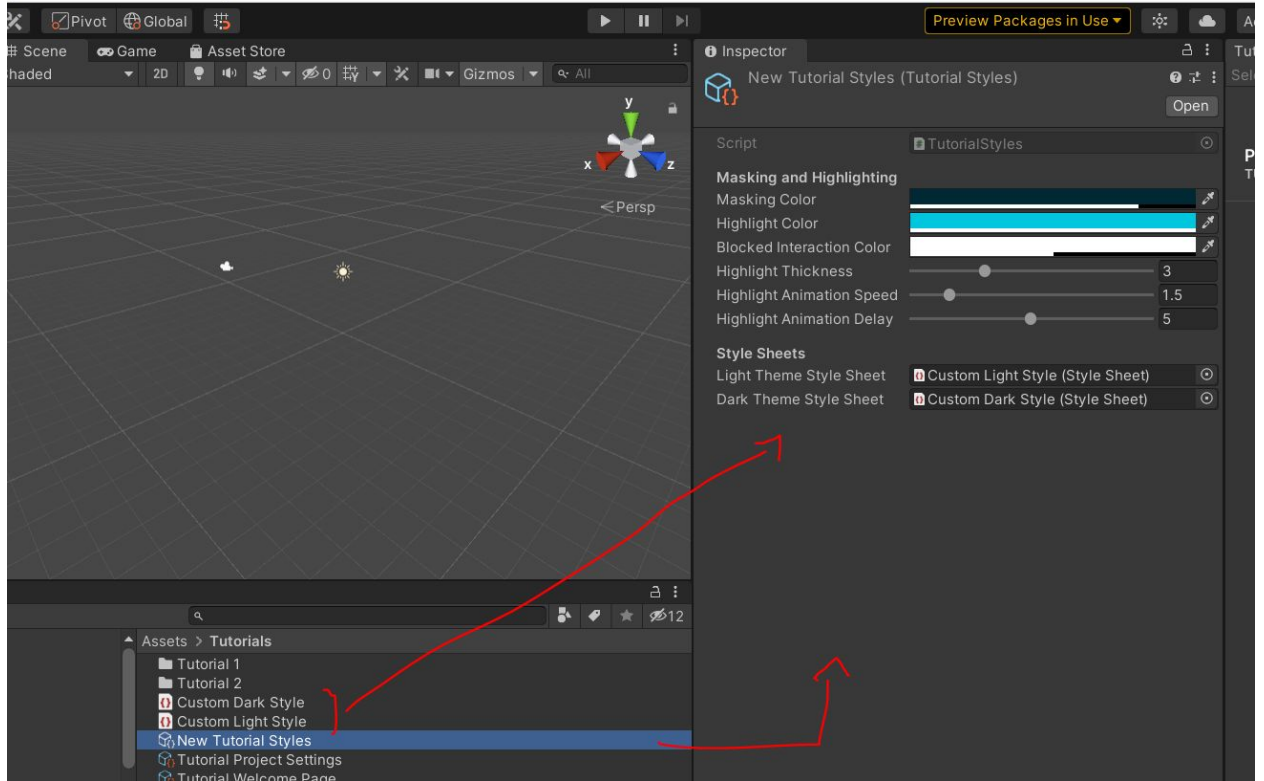 Pivot Global Preview Packages in Use
Scene Game Asset Store
haded 2D 0 Gizmos All
y
x z
Persp
Inspector
New Tutorial Styles (Tutorial Styles)
Open
Script TutorialStyles
Masking and Highlighting
Masking Color
Highlight Color
Blocked Interaction Color
Highlight Thickness 3
Highlight Animation Speed 1.5
Highlight Animation Delay 5
Style Sheets
Light Theme Style Sheet Custom Light Style (Style Sheet)
Dark Theme Style Sheet Custom Dark Style (Style Sheet)
12
Assets > Tutorials
Tutorial 1
Tutorial 2
Custom Dark Style
Custom Light Style
New Tutorial Styles
Tutorial Project Settings
Tutorial Welcome Page
Tut
Sel
P